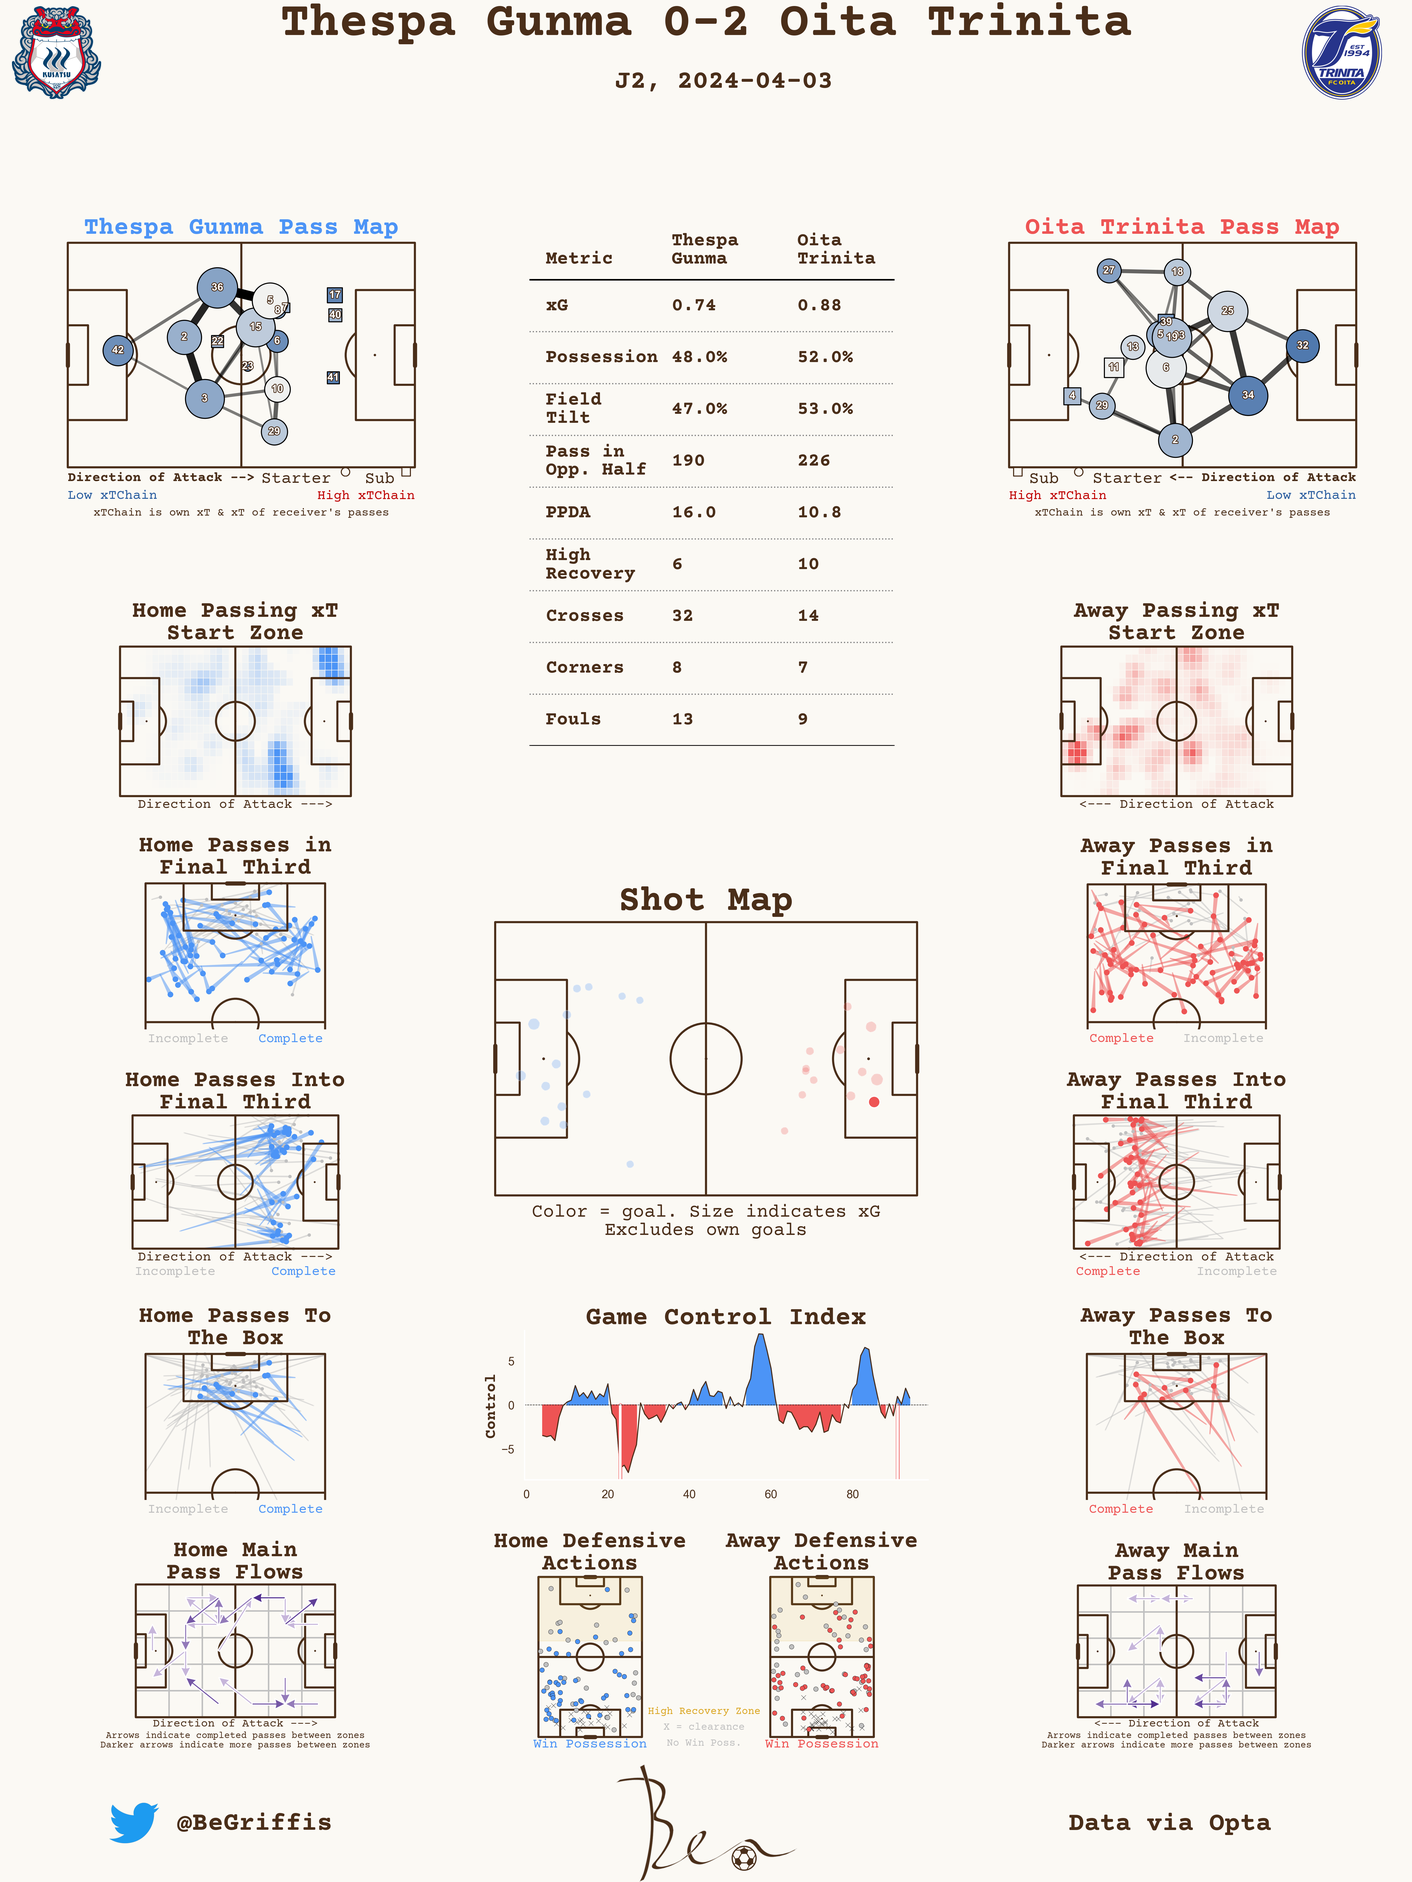 Thespa Gunma 0-2 Oita Trinita
J2, 2024-04-03
KUSATSU
EST
1994
TRINITA
FC OITA
Thespa Gunma Pass Map
36
5
8
7
17
40
15
2
22
6
42
23
41
3
10
29
Direction of Attack --> Starter Sub
Low xTChain High xTChain
xTChain is own xT & xT of receiver's passes
Metric Thespa Gunma Oita Trinita
xG 0.74 0.88
Possession 48.0% 52.0%
Field Tilt 47.0% 53.0%
Pass in Opp. Half 190 226
PPDA 16.0 10.8
High Recovery 6 10
Crosses 32 14
Corners 8 7
Fouls 13 9
Oita Trinita Pass Map
27
18
25
39
5
19
3
13
32
11
6
4
29
34
2
Sub Starter <-- Direction of Attack
High xTChain Low xTChain
xTChain is own xT & xT of receiver's passes
Home Passing xT
Start Zone
Direction of Attack --->
Away Passing xT
Start Zone
<--- Direction of Attack
Home Passes in
Final Third
Incomplete Complete
Away Passes in
Final Third
Complete Incomplete
Shot Map
Color = goal. Size indicates xG
Excludes own goals
Home Passes Into
Final Third
Direction of Attack --->
Incomplete Complete
Away Passes Into
Final Third
<--- Direction of Attack
Complete Incomplete
Home Passes To
The Box
Incomplete Complete
Game Control Index
Control
5
0
−5
0 20 40 60 80
Away Passes To
The Box
Complete Incomplete
Home Main
Pass Flows
Direction of Attack --->
Arrows indicate completed passes between zones
Darker arrows indicate more passes between zones
Home Defensive
Actions
Win Possession
Away Defensive
Actions
Win Possession
High Recovery Zone
X = clearance
No Win Poss.
Away Main
Pass Flows
<--- Direction of Attack
Arrows indicate completed passes between zones
Darker arrows indicate more passes between zones
@BeGriffis
Ben
Data via Opta